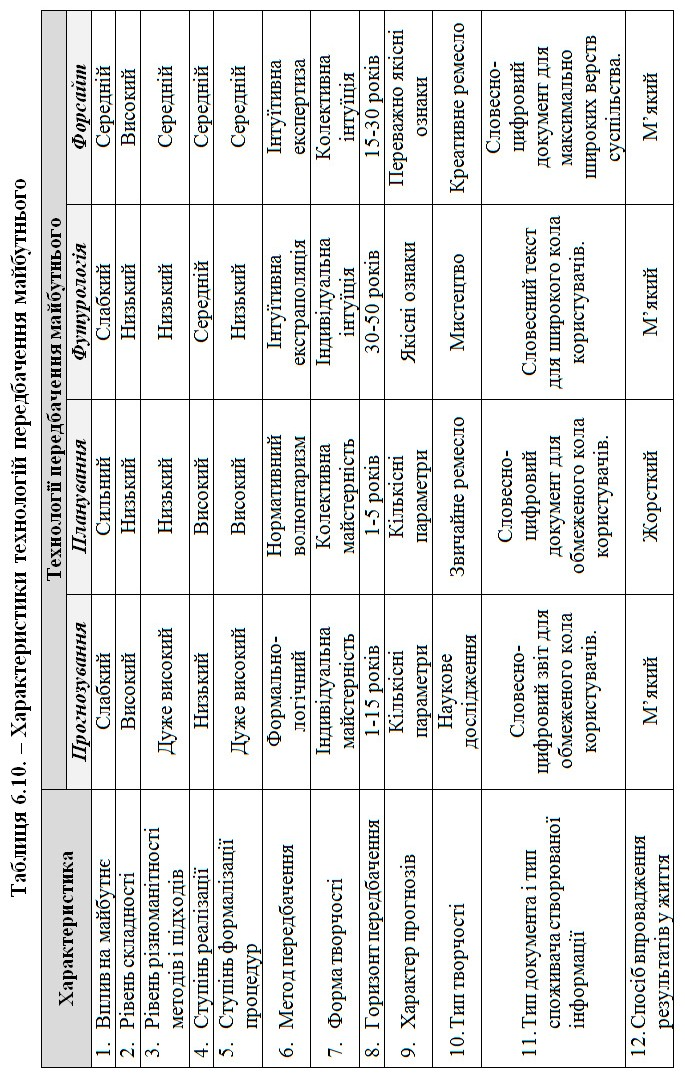 Таблиця 6.10. – Характеристики технологій передбачення майбутнього
Характеристика
Технології передбачення майбутнього
Прогнозування
Планування
Футурологія
Форсайт
1. Вплив на майбутнє
Слабкий
Сильний
Слабкий
Середній
2. Рівень складності
Високий
Низький
Низький
Високий
3. Рівень різноманітності
методів і підходів
Дуже високий
Низький
Низький
Середній
4. Ступінь реалізації
Низький
Високий
Середній
Середній
5. Ступінь формалізації
процедур
Дуже високий
Високий
Низький
Середній
6. Метод передбачення
Формально-
логічний
Нормативний
волюнтаризм
Інтуїтивна
екстраполяція
Інтуїтивна
експертиза
7. Форма творчості
Індивідуальна
майстерність
Колективна
майстерність
Індивідуальна
інтуїція
Колективна
інтуїція
8. Горизонт передбачення
1-15 років
1-5 років
30-50 років
15-30 років
9. Характер прогнозів
Кількісні
параметри
Кількісні
параметри
Якісні ознаки
Переважно якісні
ознаки
10. Тип творчості
Наукове
дослідження
Звичайне ремесло
Мистецтво
Креативне ремесло
11. Тип документа і тип
споживача створюваної
інформації
Словесно-
цифровий звіт для
обмеженого кола
користувачів.
Словесно-
цифровий
документ для
обмеженого кола
користувачів.
Словесний текст
для широкого кола
користувачів.
Словесно-
цифровий
документ для
максимально
широких верств
суспільства.
12. Спосіб впровадження
результатів у життя
М’який
Жорсткий
М’який
М’який